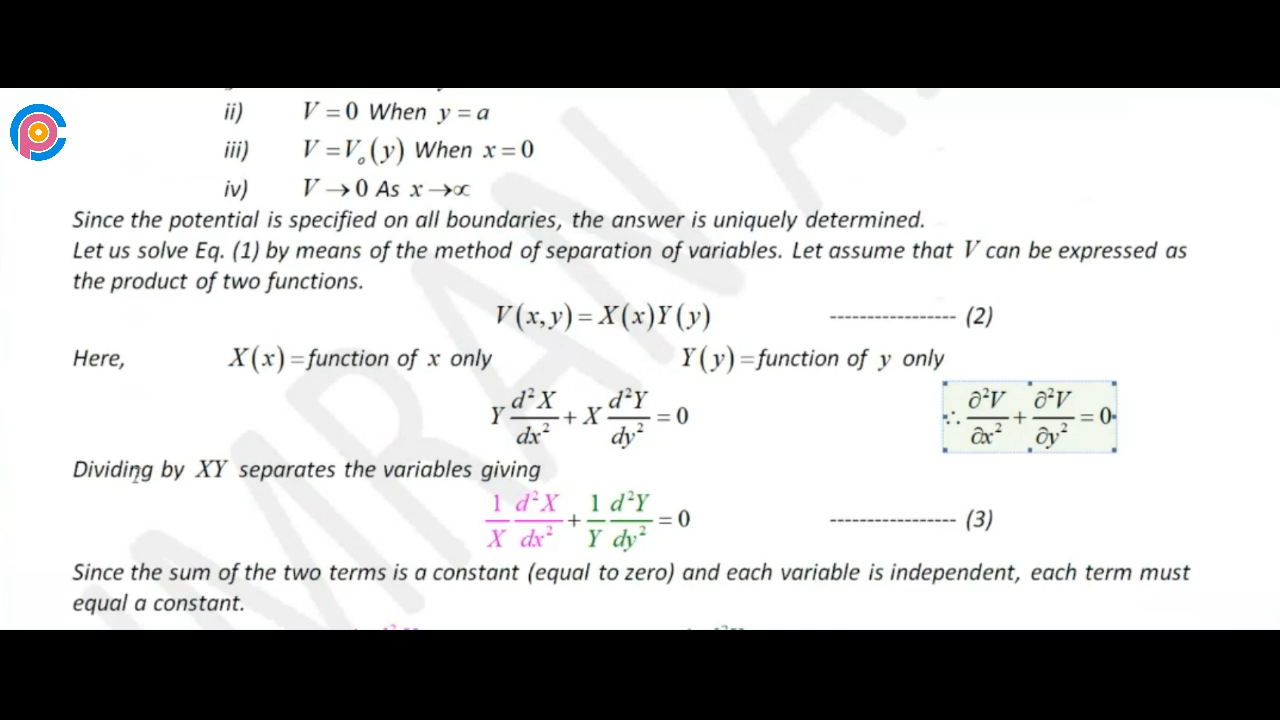 ii) V = 0 When y = a
iii) V = V₀(y) When x = 0
iv) V → 0 As x → ∝
Since the potential is specified on all boundaries, the answer is uniquely determined.
Let us solve Eq. (1) by means of the method of separation of variables. Let assume that V can be expressed as
the product of two functions.
V(x,y) = X(x)Y(y) ----------------- (2)
Here, X(x) = function of x only Y(y) = function of y only
Y d²X/dx² + X d²Y/dy² = 0 ∴ ∂²V/∂x² + ∂²V/∂y² = 0
Dividing by XY separates the variables giving
1/X d²X/dx² + 1/Y d²Y/dy² = 0 ----------------- (3)
Since the sum of the two terms is a constant (equal to zero) and each variable is independent, each term must
equal a constant.